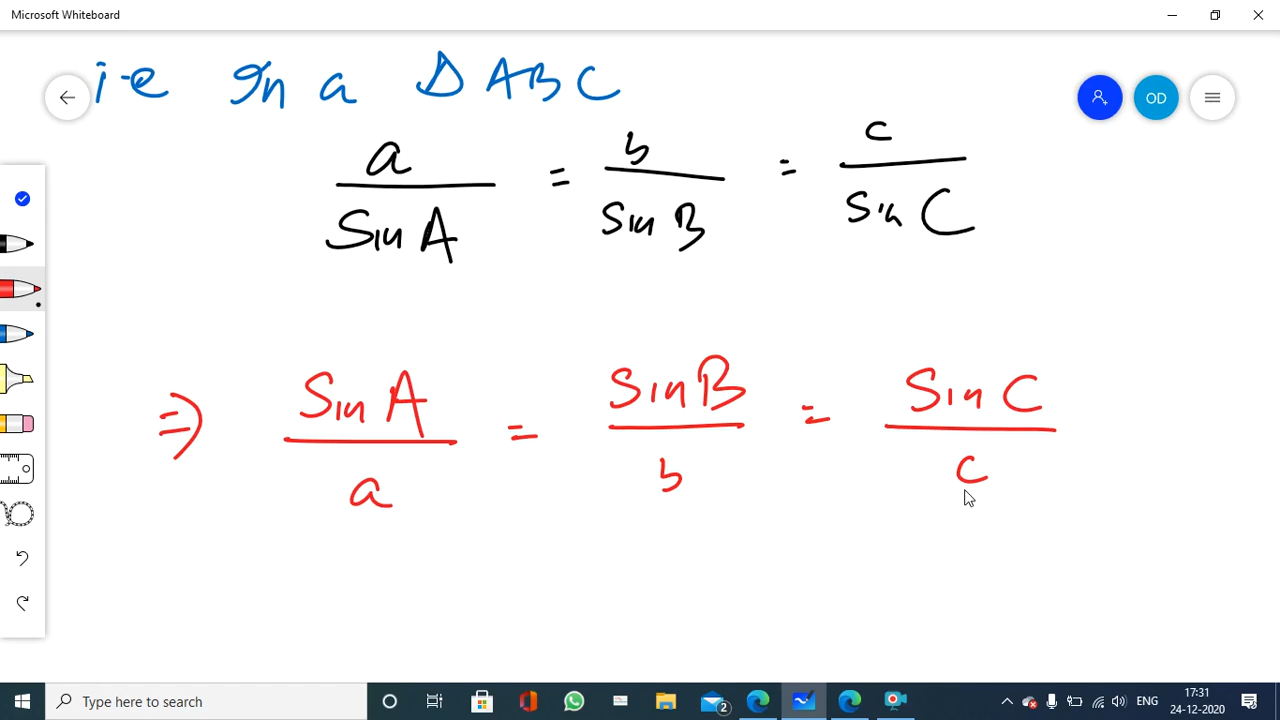 Microsoft Whiteboard
i.e In a Δ ABC
a/Sin A = b/Sin B = c/Sin C
⇒ Sin A/a = Sin B/b = Sin C/c
OD
Type here to search
2
ENG
17:31
24-12-2020